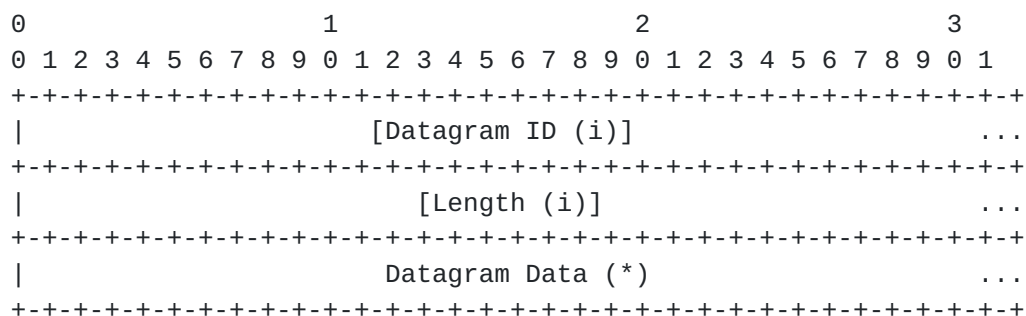 0                   1                   2                   3
0 1 2 3 4 5 6 7 8 9 0 1 2 3 4 5 6 7 8 9 0 1 2 3 4 5 6 7 8 9 0 1
+-+-+-+-+-+-+-+-+-+-+-+-+-+-+-+-+-+-+-+-+-+-+-+-+-+-+-+-+-+-+-+-+
|                      [Datagram ID (i)]                      ...
+-+-+-+-+-+-+-+-+-+-+-+-+-+-+-+-+-+-+-+-+-+-+-+-+-+-+-+-+-+-+-+-+
|                         [Length (i)]                        ...
+-+-+-+-+-+-+-+-+-+-+-+-+-+-+-+-+-+-+-+-+-+-+-+-+-+-+-+-+-+-+-+-+
|                       Datagram Data (*)                     ...
+-+-+-+-+-+-+-+-+-+-+-+-+-+-+-+-+-+-+-+-+-+-+-+-+-+-+-+-+-+-+-+-+